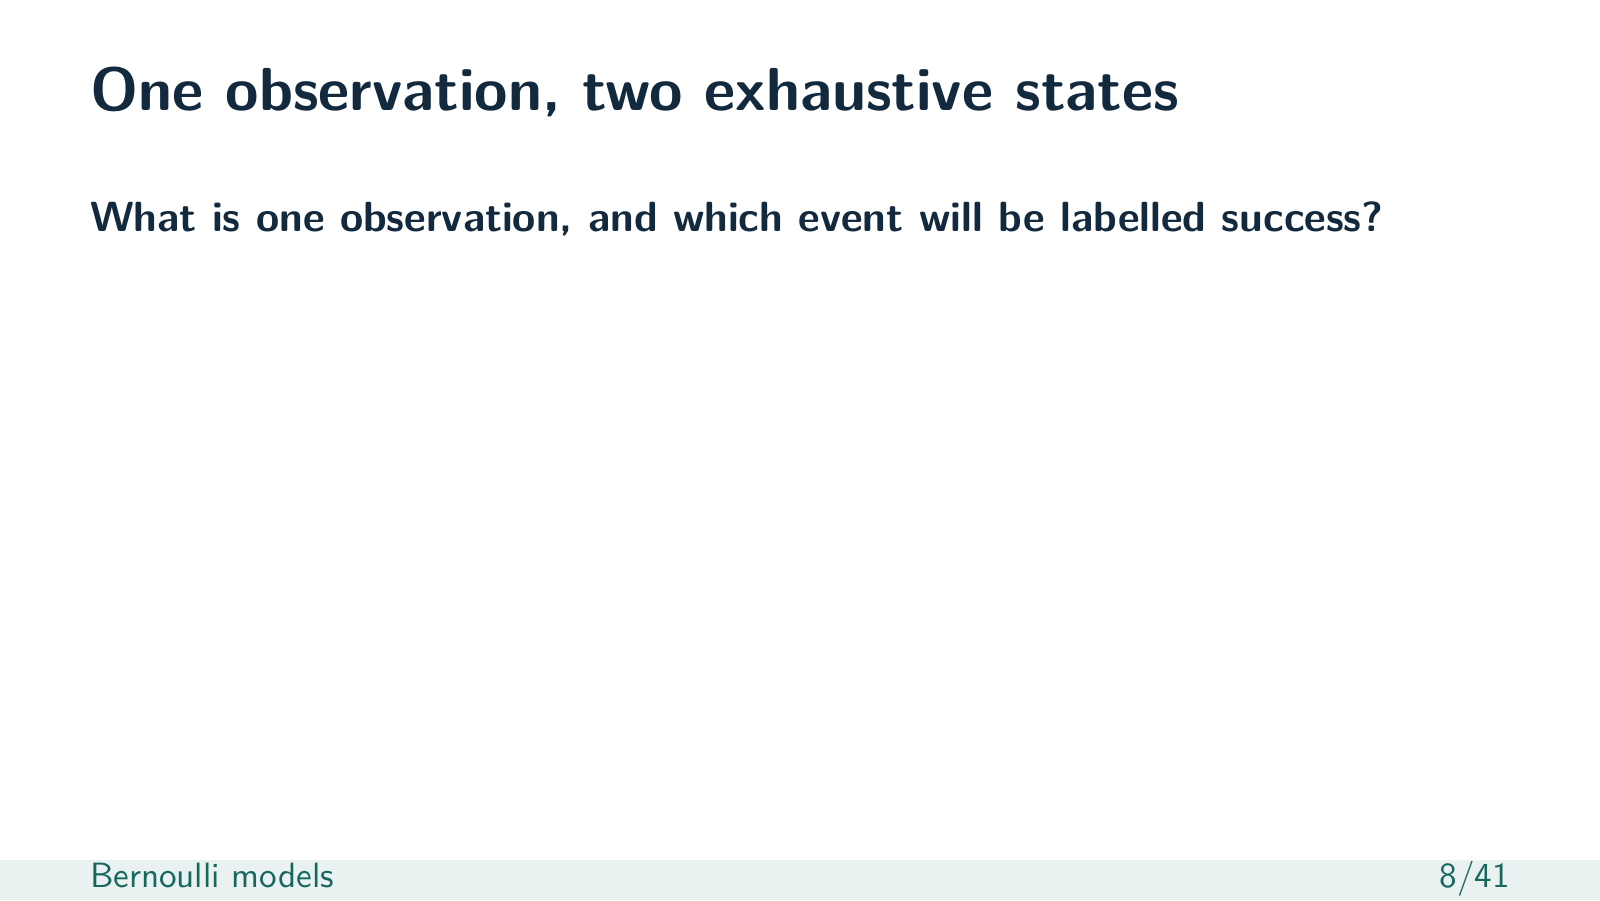 One observation, two exhaustive states
What is one observation, and which event will be labelled success?
Bernoulli models
8/41